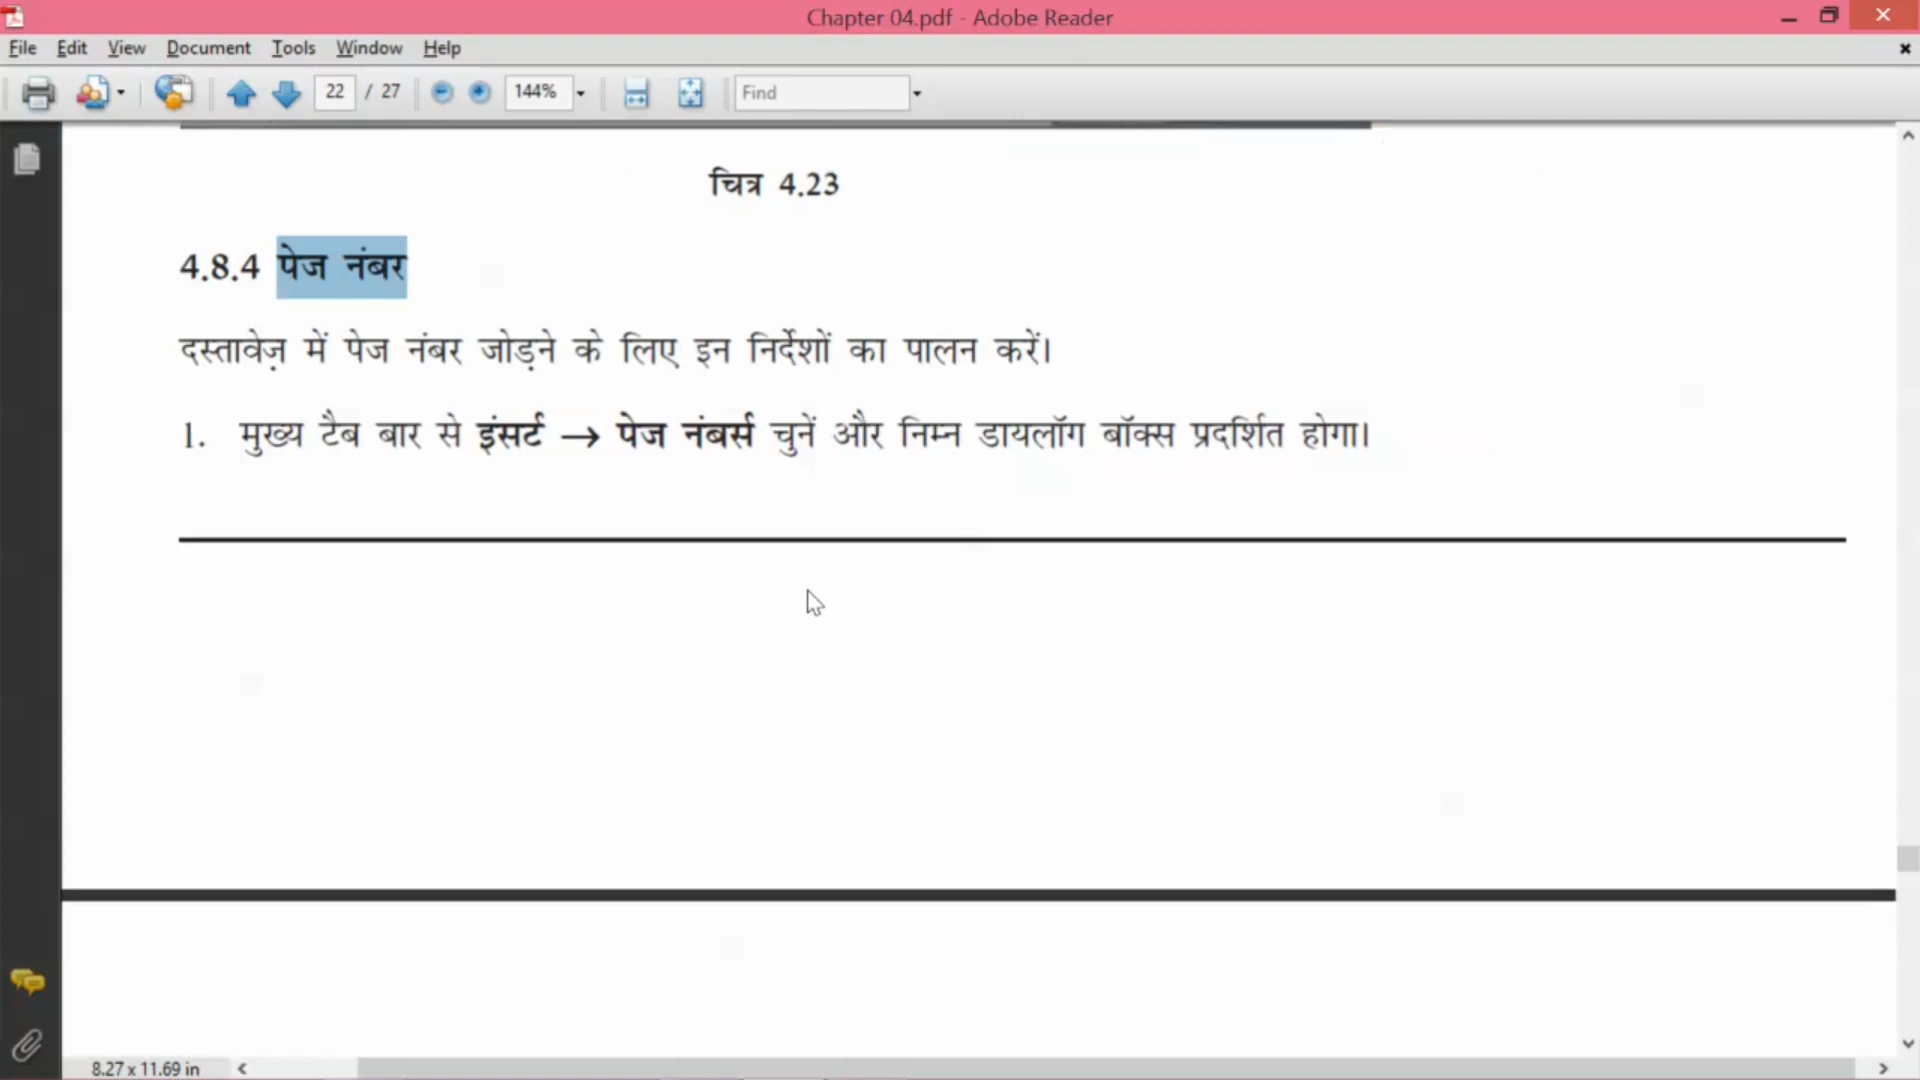 Chapter 04.pdf - Adobe Reader
File Edit View Document Tools Window Help
22 / 27 144% Find
चित्र 4.23
4.8.4 पेज नंबर
दस्तावेज़ में पेज नंबर जोड़ने के लिए इन निर्देशों का पालन करें।
1. मुख्य टैब बार से इंसर्ट → पेज नंबर्स चुनें और निम्न डायलॉग बॉक्स प्रदर्शित होगा।
8.27 x 11.69 in